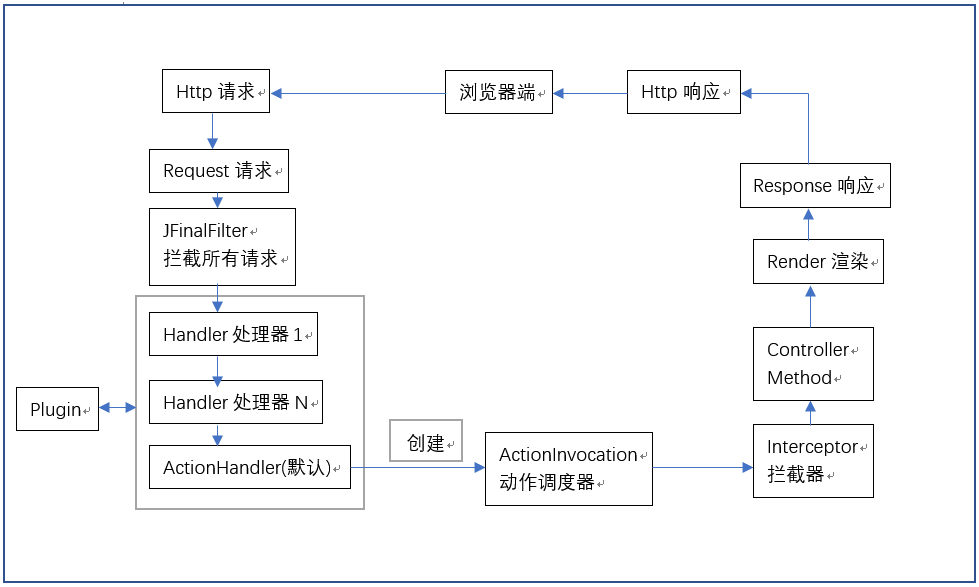 Http 请求
浏览器端
Http 响应
Request 请求
Response 响应
JFinalFilter
拦截所有请求
Render 渲染
Handler 处理器 1
Controller
Method
Handler 处理器 N
Plugin
创建
ActionInvocation
动作调度器
Interceptor
拦截器
ActionHandler(默认)